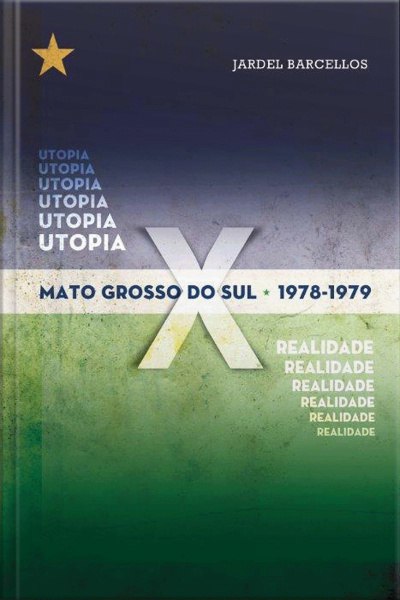 JARDEL BARCELLOS
UTOPIA
UTOPIA
UTOPIA
UTOPIA
UTOPIA
UTOPIA
X
MATO GROSSO DO SUL ★ 1978-1979
REALIDADE
REALIDADE
REALIDADE
REALIDADE
REALIDADE
REALIDADE